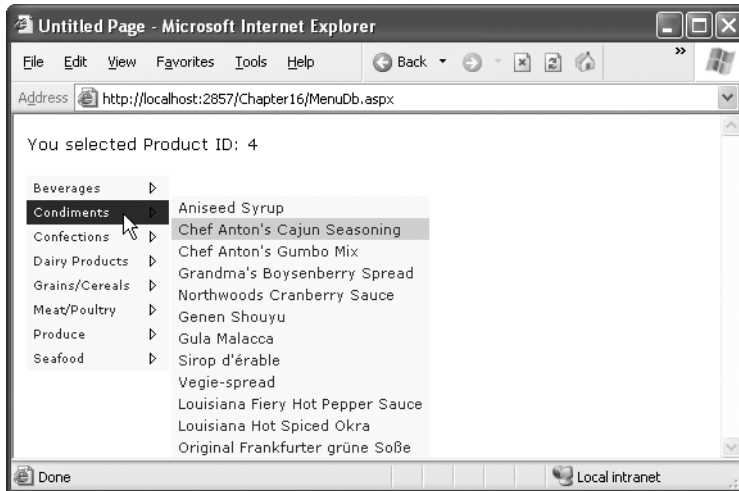 Untitled Page - Microsoft Internet Explorer
File Edit View Favorites Tools Help Back »
Address http://localhost:2857/Chapter16/MenuDb.aspx
You selected Product ID: 4
Beverages
Condiments
Confections
Dairy Products
Grains/Cereals
Meat/Poultry
Produce
Seafood
Aniseed Syrup
Chef Anton's Cajun Seasoning
Chef Anton's Gumbo Mix
Grandma's Boysenberry Spread
Northwoods Cranberry Sauce
Genen Shouyu
Gula Malacca
Sirop d'érable
Vegie-spread
Louisiana Fiery Hot Pepper Sauce
Louisiana Hot Spiced Okra
Original Frankfurter grüne Soße
Done Local intranet